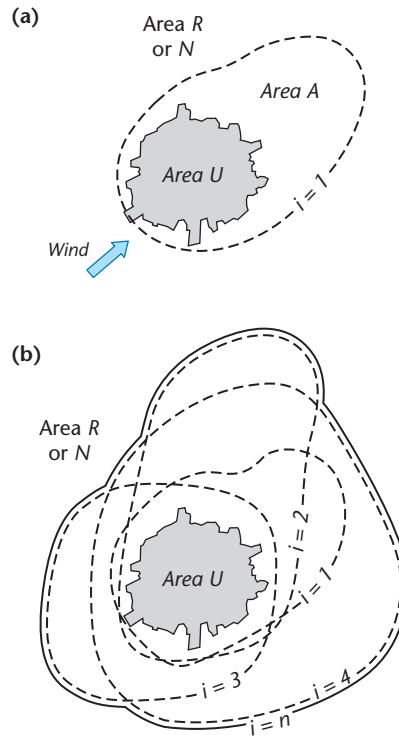 (a)
Area R
or N
Area A
Area U
i = 1
Wind
(b)
Area R
or N
i = 2
Area U
i = 1
i = 3
i = 4
i = n